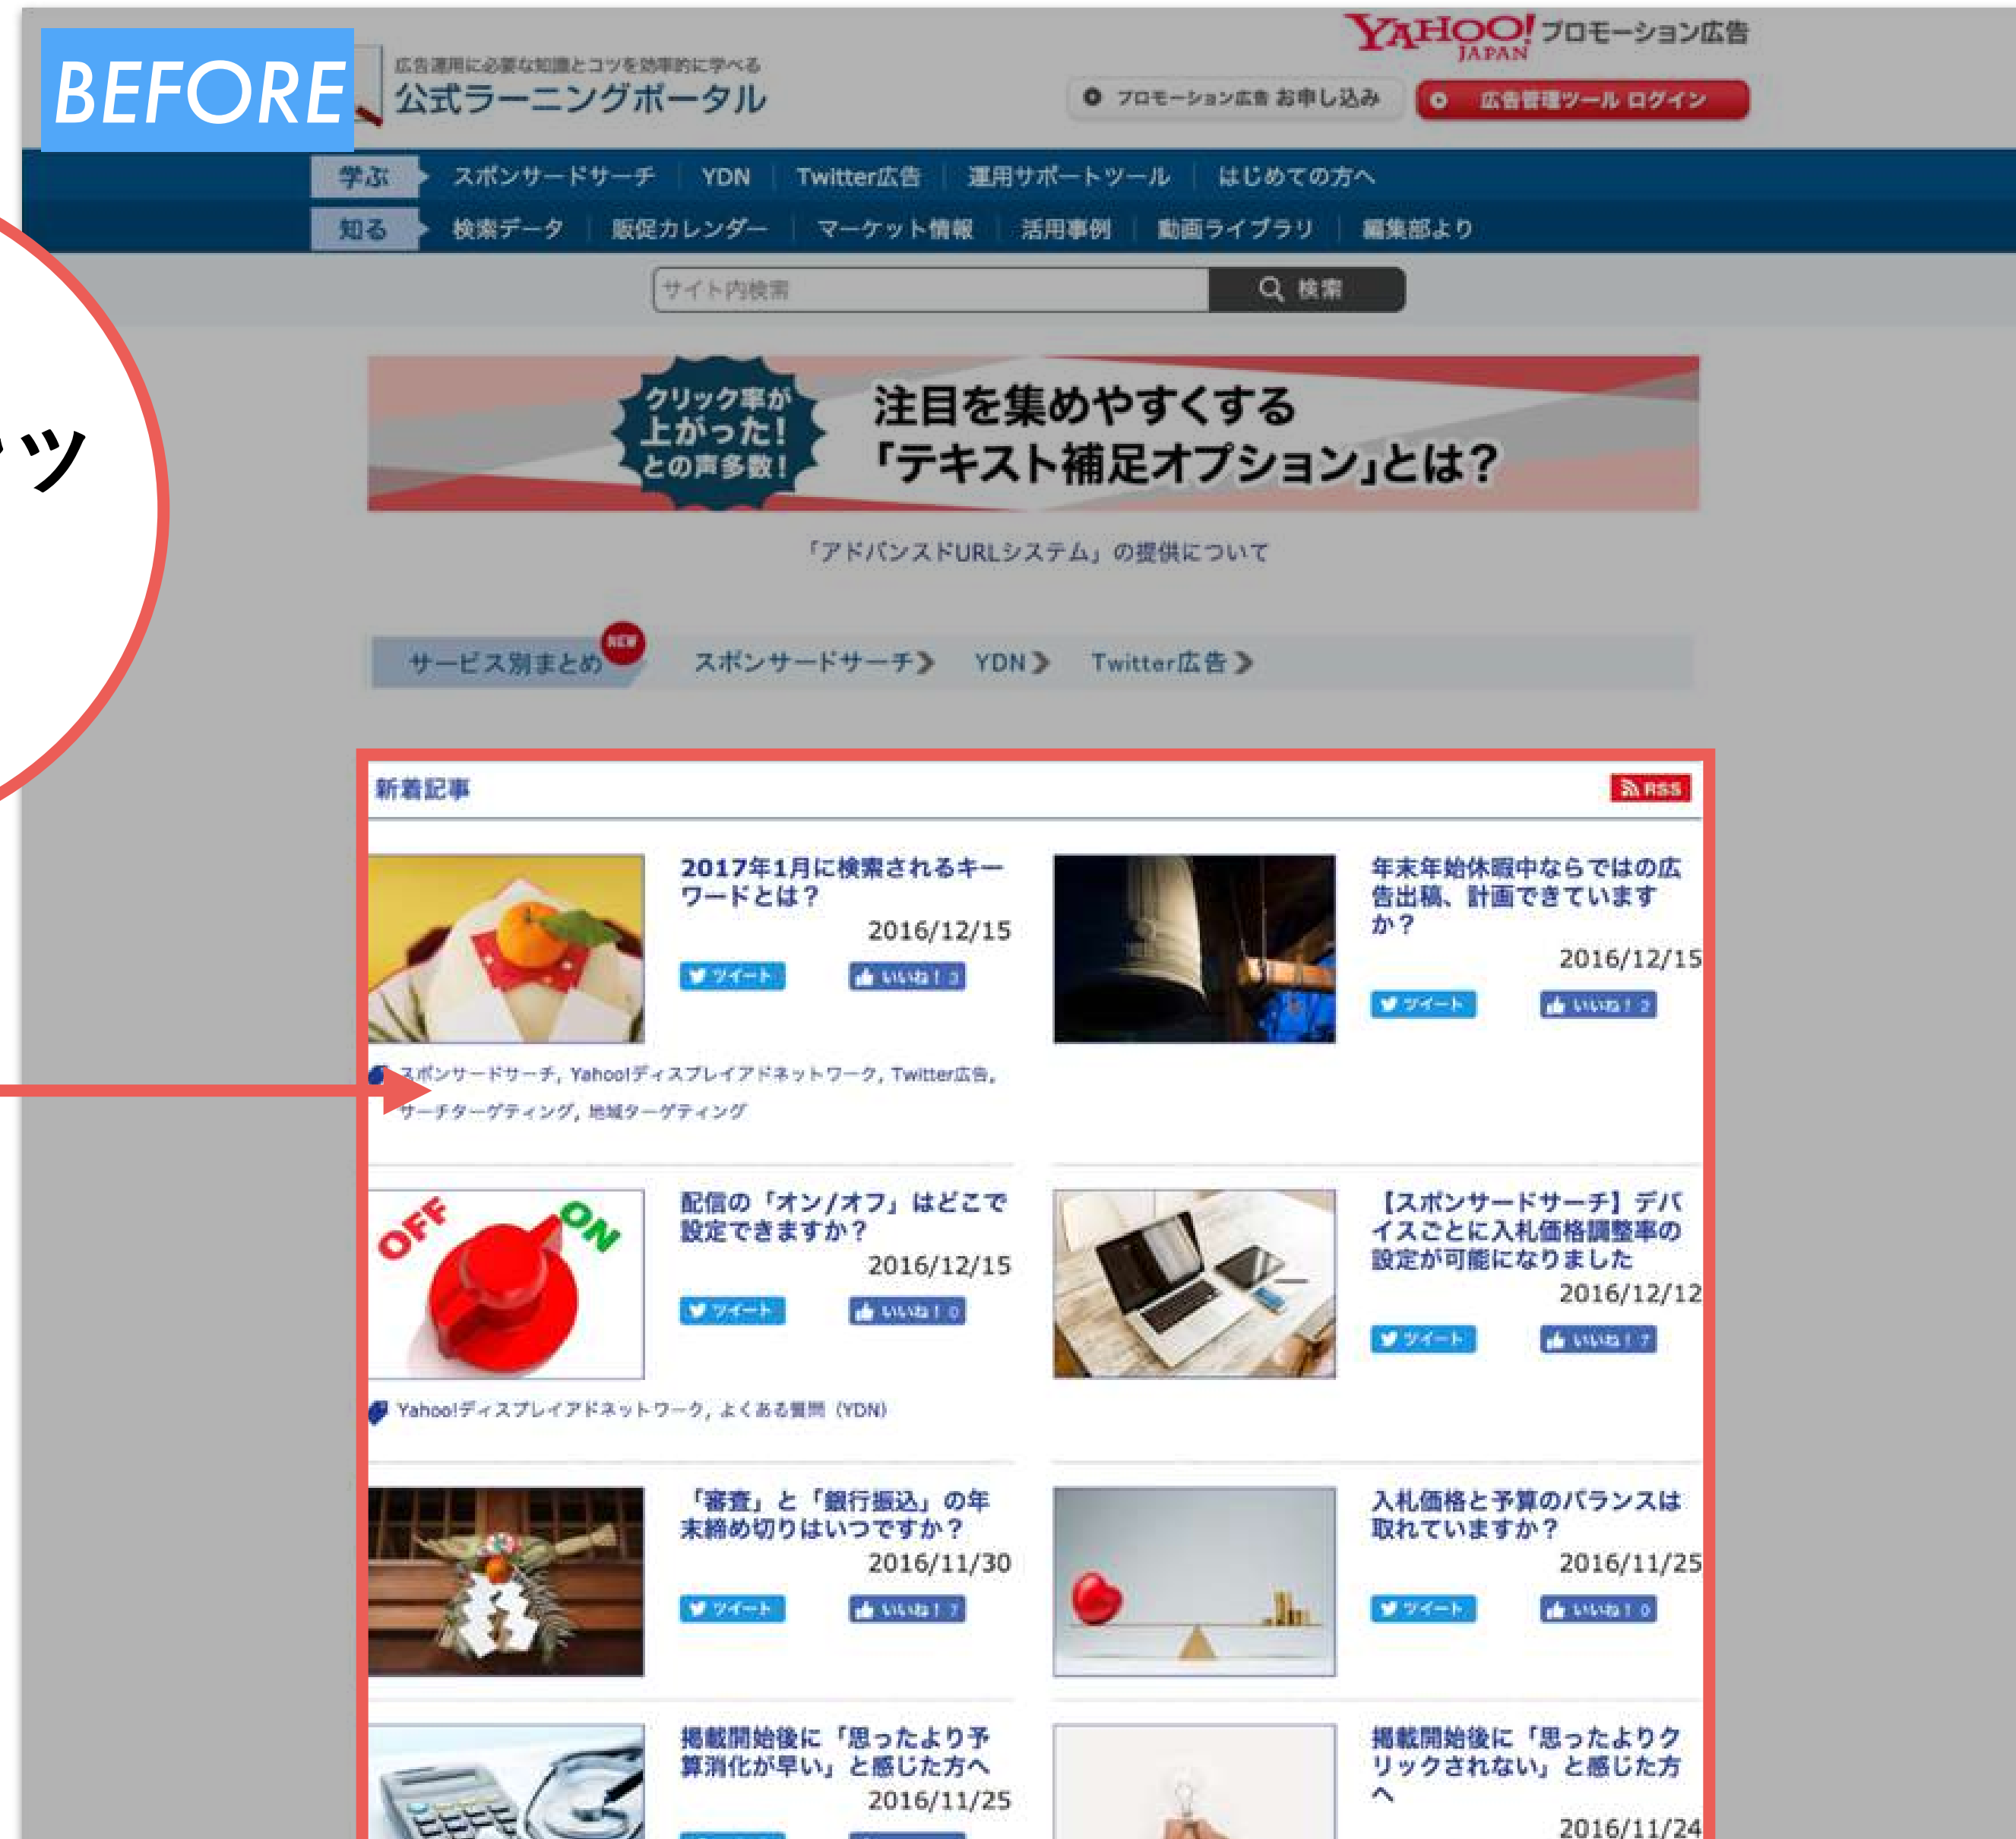 BEFORE
広告運用に必要な知識とコツを効率的に学べる
公式ラーニングポータル
YAHOO! プロモーション広告
JAPAN
プロモーション広告 お申し込み
広告管理ツール ログイン
学ぶ スポンサードサーチ YDN Twitter広告 運用サポートツール はじめての方へ
知る 検索データ 販促カレンダー マーケット情報 活用事例 動画ライブラリ 編集部より
サイト内検索 検索
クリック率が
上がった!
との声多数!
注目を集めやすくする
「テキスト補足オプション」とは?
「アドバンスドURLシステム」の提供について
サービス別まとめ NEW スポンサードサーチ YDN Twitter広告
ッ
新着記事 RSS
2017年1月に検索されるキー
ワードとは?
2016/12/15
ツイート いいね! 3
スポンサードサーチ, Yahoo!ディスプレイアドネットワーク, Twitter広告,
サーチターゲティング, 地域ターゲティング
年末年始休暇中ならではの広
告出稿、計画できています
か?
2016/12/15
ツイート いいね! 2
OFF ON
配信の「オン/オフ」はどこで
設定できますか?
2016/12/15
ツイート いいね! 0
Yahoo!ディスプレイアドネットワーク, よくある質問（YDN）
【スポンサードサーチ】デバ
イスごとに入札価格調整率の
設定が可能になりました
2016/12/12
ツイート いいね! 7
「審査」と「銀行振込」の年
末締め切りはいつですか?
2016/11/30
ツイート いいね! 7
入札価格と予算のバランスは
取れていますか?
2016/11/25
ツイート いいね! 0
掲載開始後に「思ったより予
算消化が早い」と感じた方へ
2016/11/25
掲載開始後に「思ったよりク
リックされない」と感じた方
へ
2016/11/24